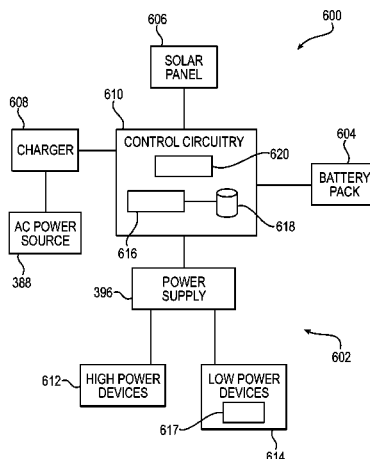 600
606
SOLAR
PANEL
608
610
CHARGER
CONTROL CIRCUITRY
620
604
BATTERY
PACK
616
618
AC POWER
SOURCE
388
396
POWER
SUPPLY
602
612
HIGH POWER
DEVICES
LOW POWER
DEVICES
617
614